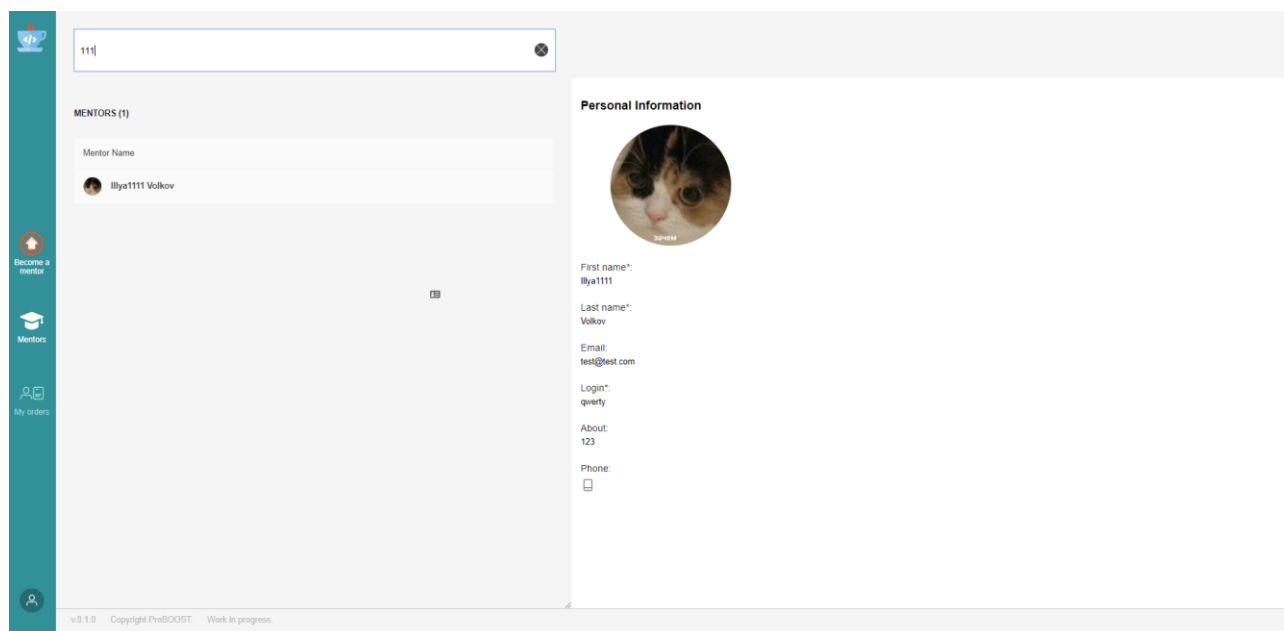 </>
111
MENTORS (1)
Mentor Name
Illya1111 Volkov
Become a
mentor
Mentors
My orders
Personal Information
ЗАЧЕМ
First name*:
Illya1111
Last name*:
Volkov
Email:
test@test.com
Login*:
qwerty
About:
123
Phone:
v.0.1.0 Copyright ProBOOST. Work in progress.